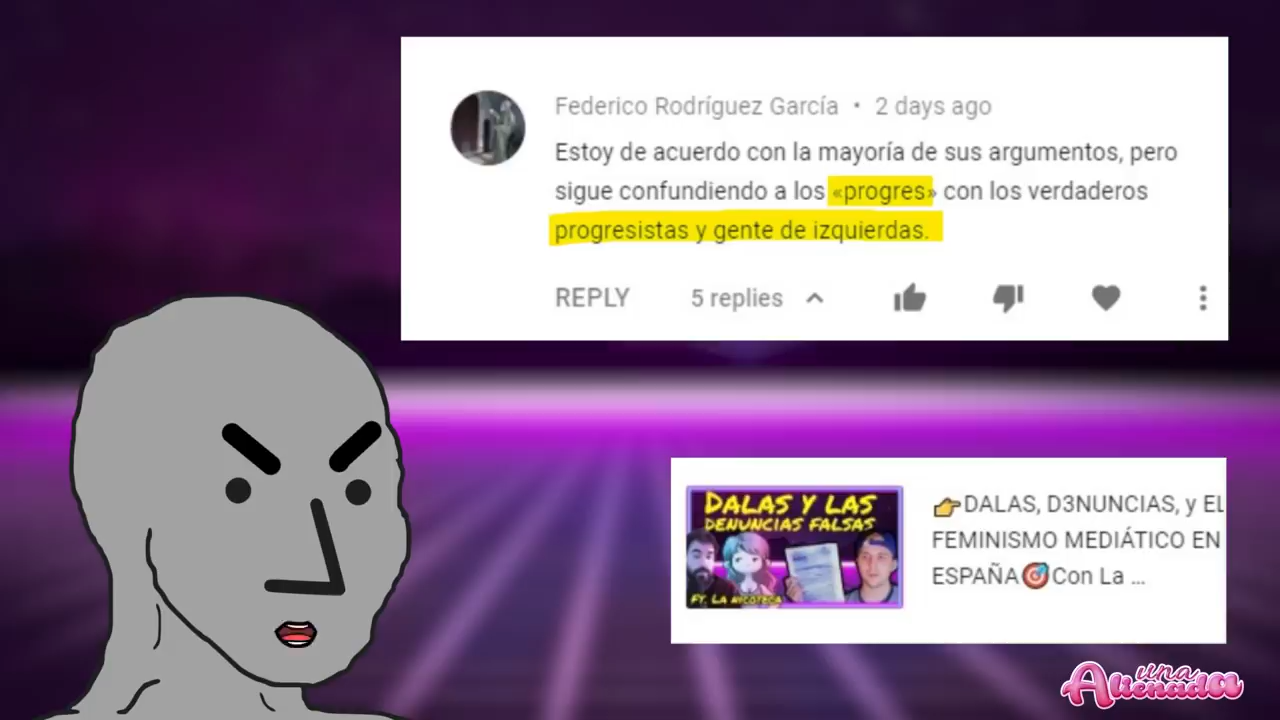 Federico Rodríguez García • 2 days ago
Estoy de acuerdo con la mayoría de sus argumentos, pero
sigue confundiendo a los «progres» con los verdaderos
progresistas y gente de izquierdas.
REPLY 5 replies
DALAS Y LAS
DENUNCIAS FALSAS
FT. LA NICOTECA
👉DALAS, D3NUNCIAS, y EL
FEMINISMO MEDIÁTICO EN
ESPAÑA🎯Con La ...
una
Alienada